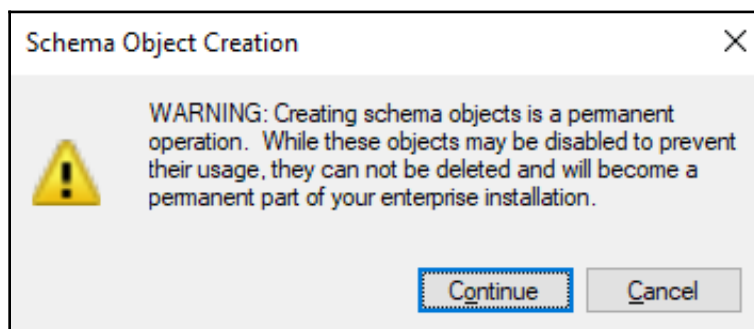 Schema Object Creation
WARNING: Creating schema objects is a permanent
operation.  While these objects may be disabled to prevent
their usage, they can not be deleted and will become a
permanent part of your enterprise installation.
Continue
Cancel